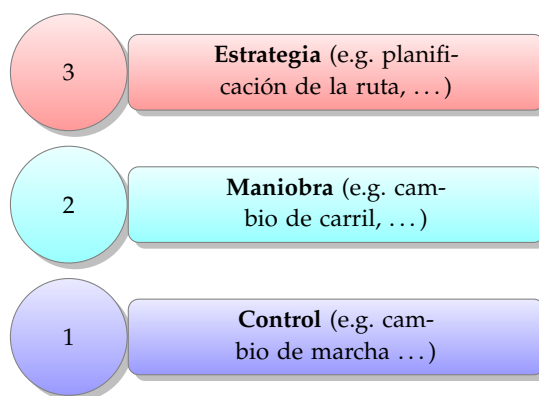 3
Estrategia (e.g. planifi-
cación de la ruta, ...)
2
Maniobra (e.g. cam-
bio de carril, ...)
1
Control (e.g. cam-
bio de marcha ...)